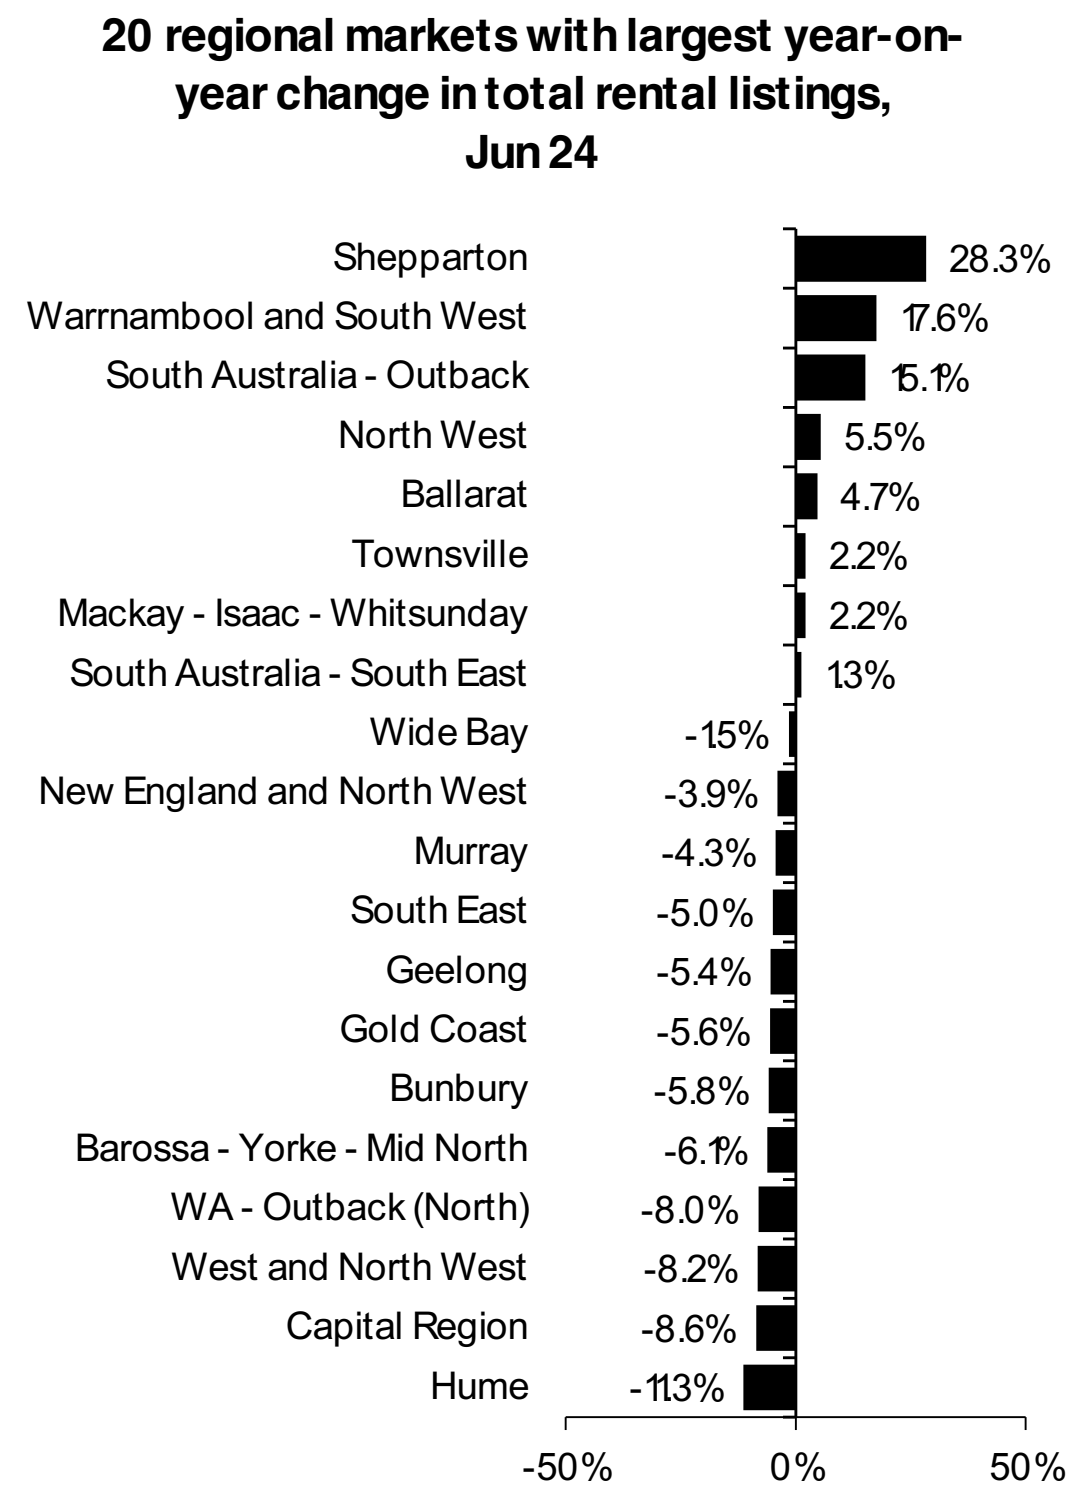 20 regional markets with largest year-on-
year change in total rental listings,
Jun 24
Shepparton 28.3%
Warrnambool and South West 17.6%
South Australia - Outback 15.1%
North West 5.5%
Ballarat 4.7%
Townsville 2.2%
Mackay - Isaac - Whitsunday 2.2%
South Australia - South East 1.3%
Wide Bay -1.5%
New England and North West -3.9%
Murray -4.3%
South East -5.0%
Geelong -5.4%
Gold Coast -5.6%
Bunbury -5.8%
Barossa - Yorke - Mid North -6.1%
WA - Outback (North) -8.0%
West and North West -8.2%
Capital Region -8.6%
Hume -11.3%
-50% 0% 50%